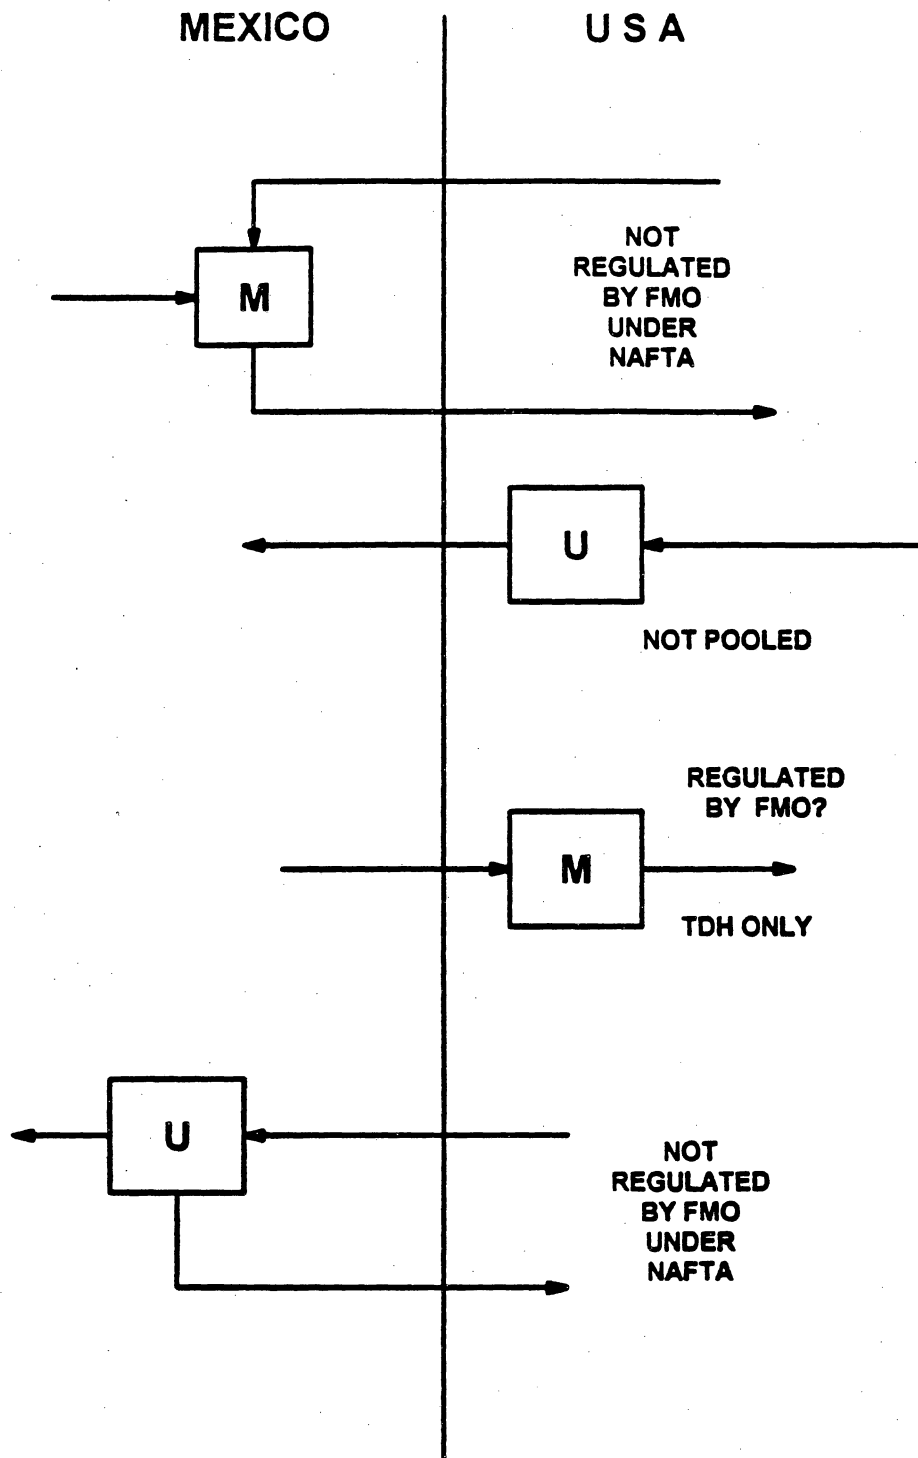 MEXICO
U S A
NOT
REGULATED
BY FMO
UNDER
NAFTA
M
U
NOT POOLED
REGULATED
BY FMO?
M
TDH ONLY
U
NOT
REGULATED
BY FMO
UNDER
NAFTA